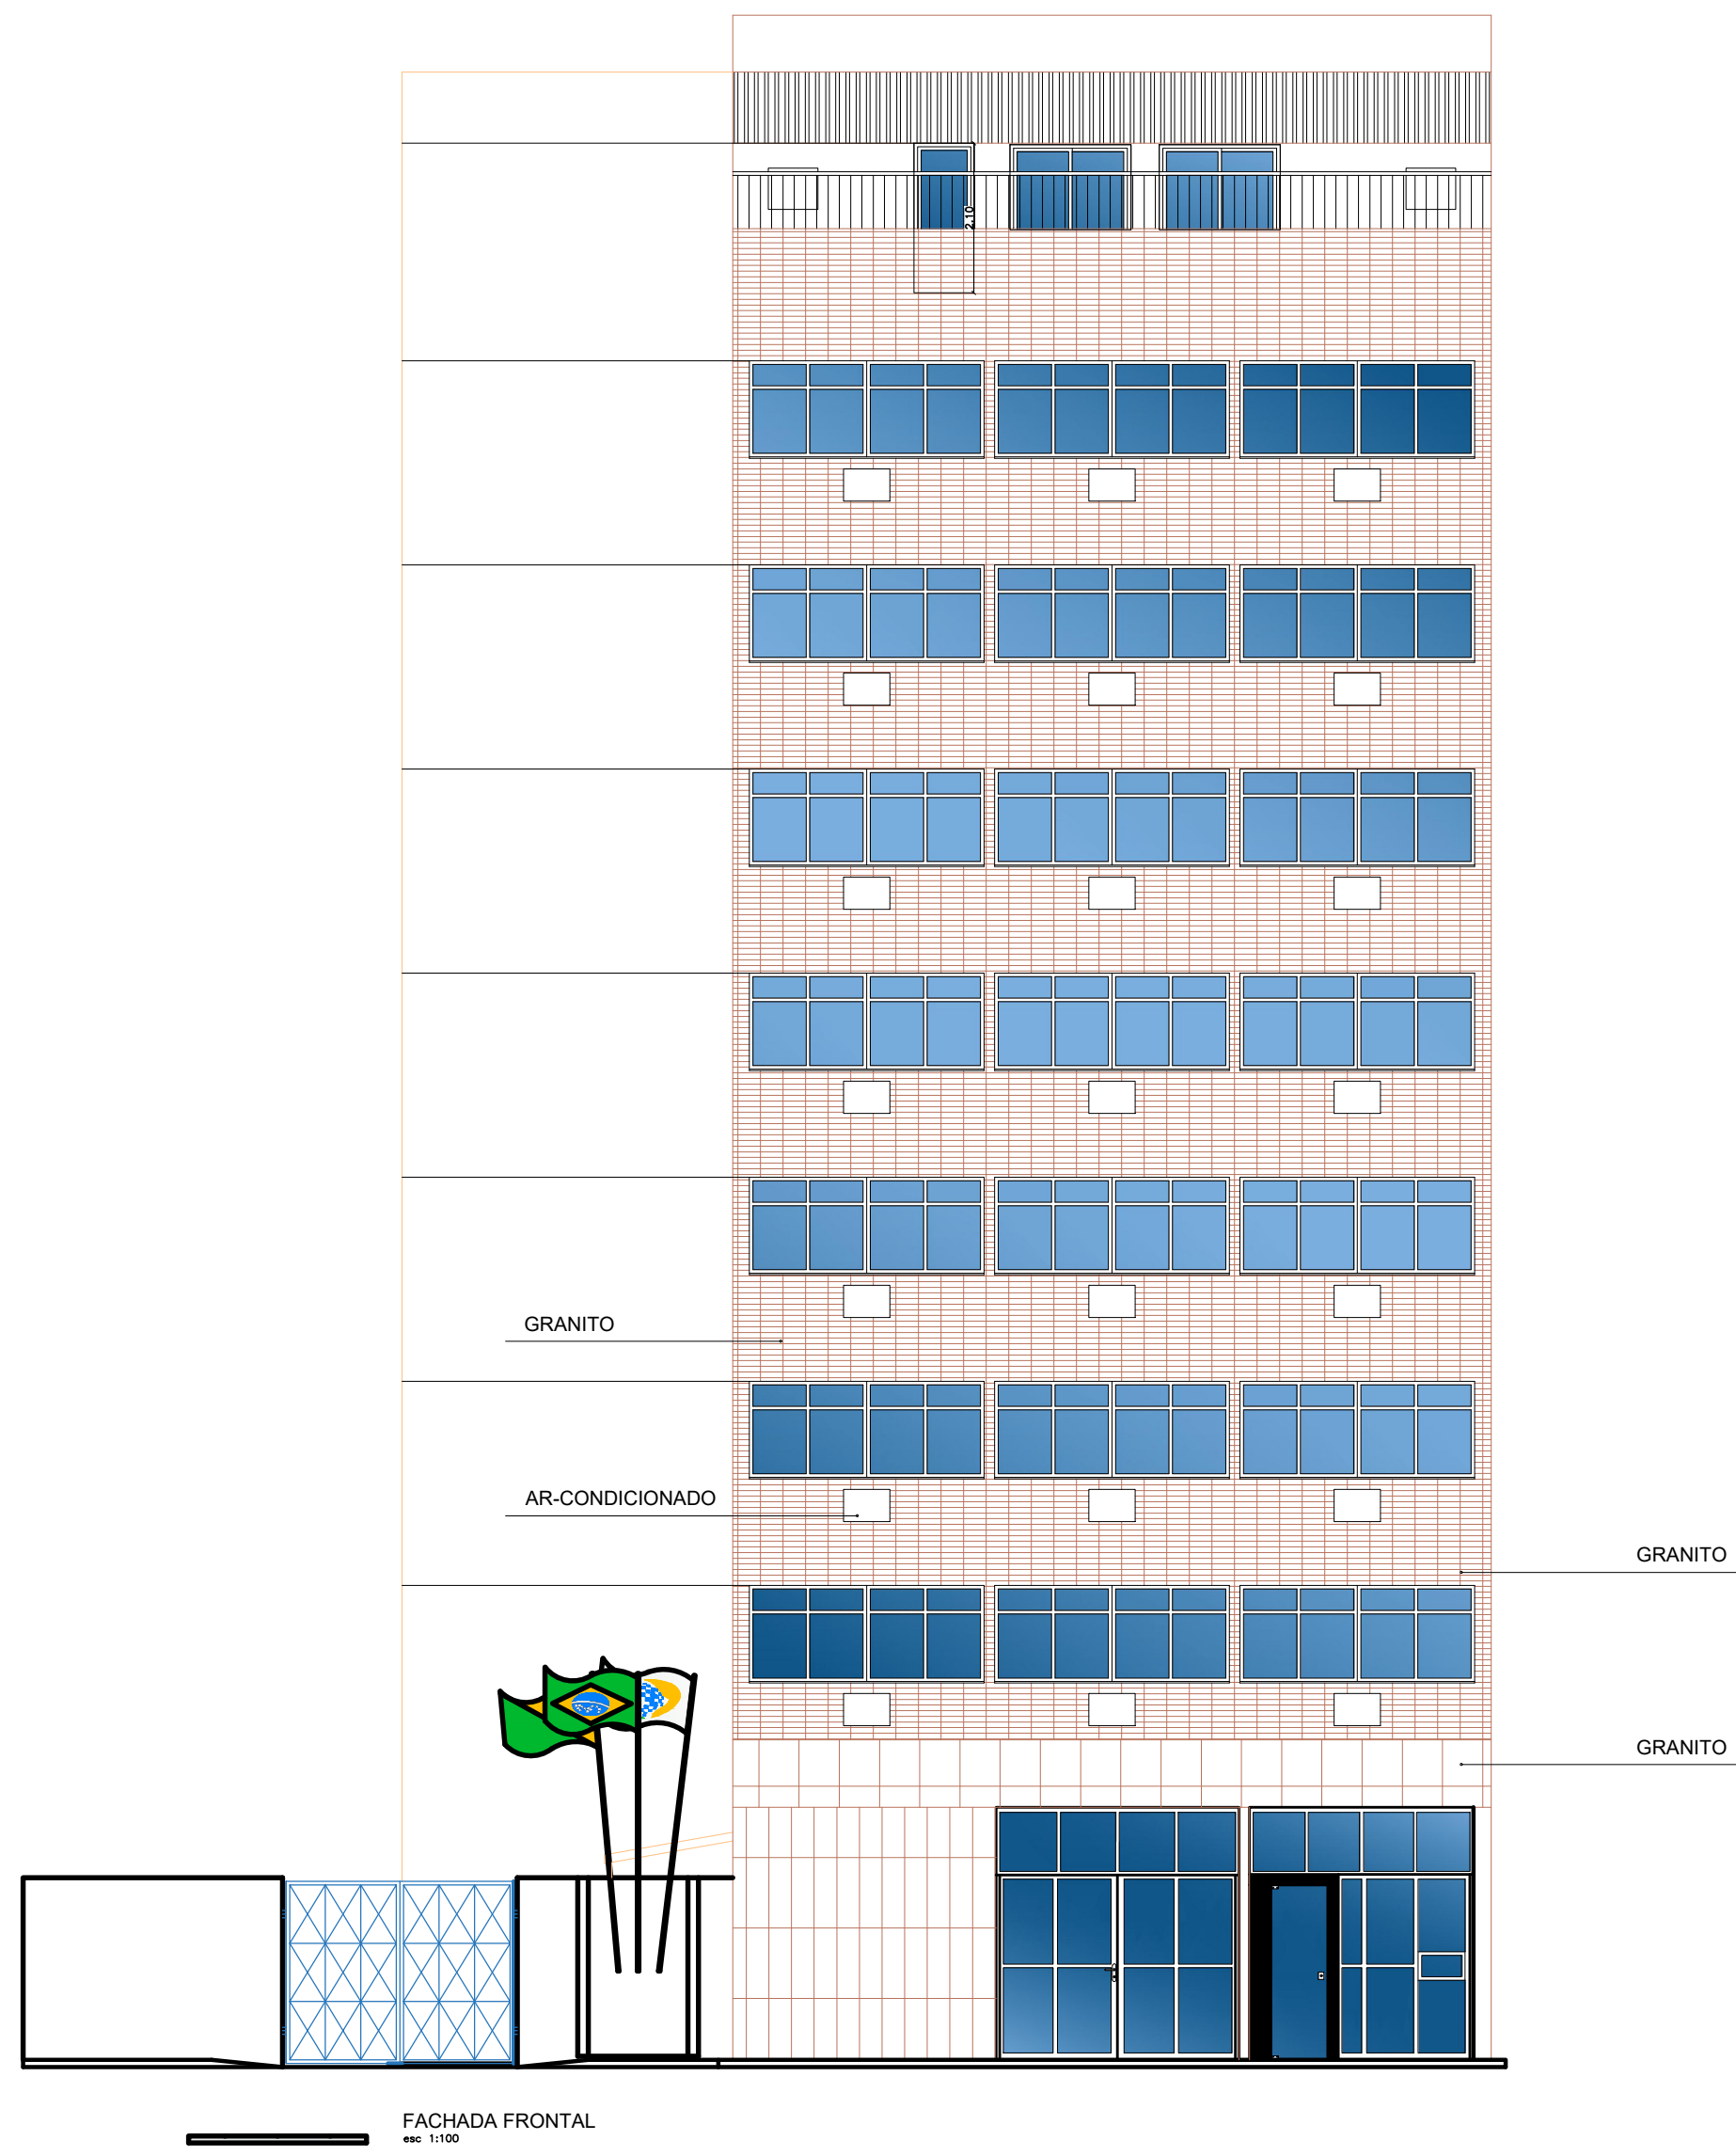 2.10
GRANITO
AR-CONDICIONADO
GRANITO
GRANITO
FACHADA FRONTAL
esc 1:100